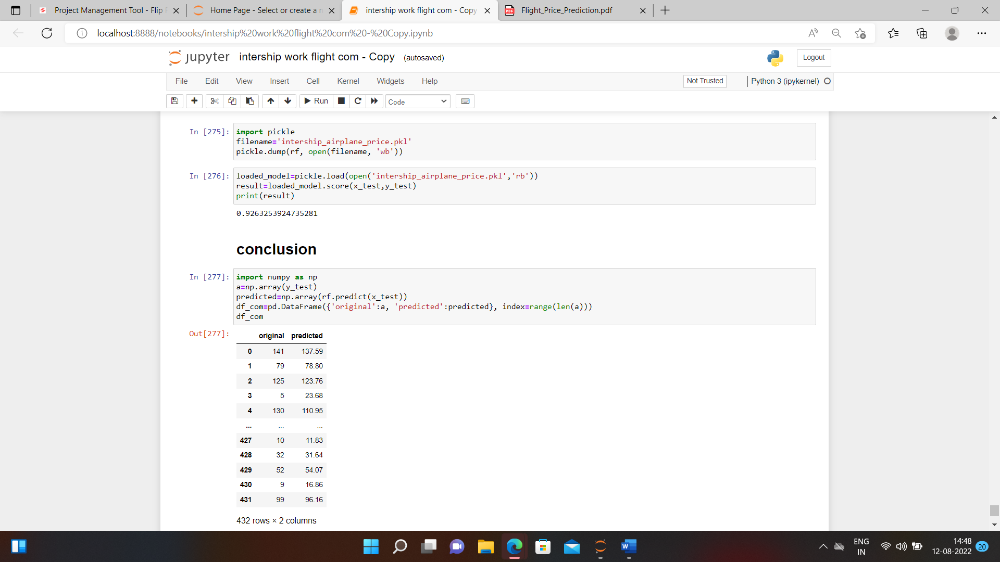 Project Management Tool - Flip
Home Page - Select or create a n
intership work flight com - Copy
Flight_Price_Prediction.pdf
localhost:8888/notebooks/intership%20work%20flight%20com%20-%20Copy.ipynb
jupyter intership work flight com - Copy (autosaved)
Logout
File Edit View Insert Cell Kernel Widgets Help
Not Trusted
Python 3 (ipykernel)
Run
Code
In [275]: import pickle
filename='intership_airplane_price.pkl'
pickle.dump(rf, open(filename, 'wb'))
In [276]: loaded_model=pickle.load(open('intership_airplane_price.pkl','rb'))
result=loaded_model.score(x_test,y_test)
print(result)
0.9263253924735281
conclusion
In [277]: import numpy as np
a=np.array(y_test)
predicted=np.array(rf.predict(x_test))
df_com=pd.DataFrame({'original':a, 'predicted':predicted}, index=range(len(a)))
df_com
Out[277]:
original predicted
0 141 137.59
1 79 78.80
2 125 123.76
3 5 23.68
4 130 110.95
... ... ...
427 10 11.83
428 32 31.64
429 52 54.07
430 9 16.86
431 99 96.16
432 rows × 2 columns
ENG
IN
14:48
12-08-2022
20